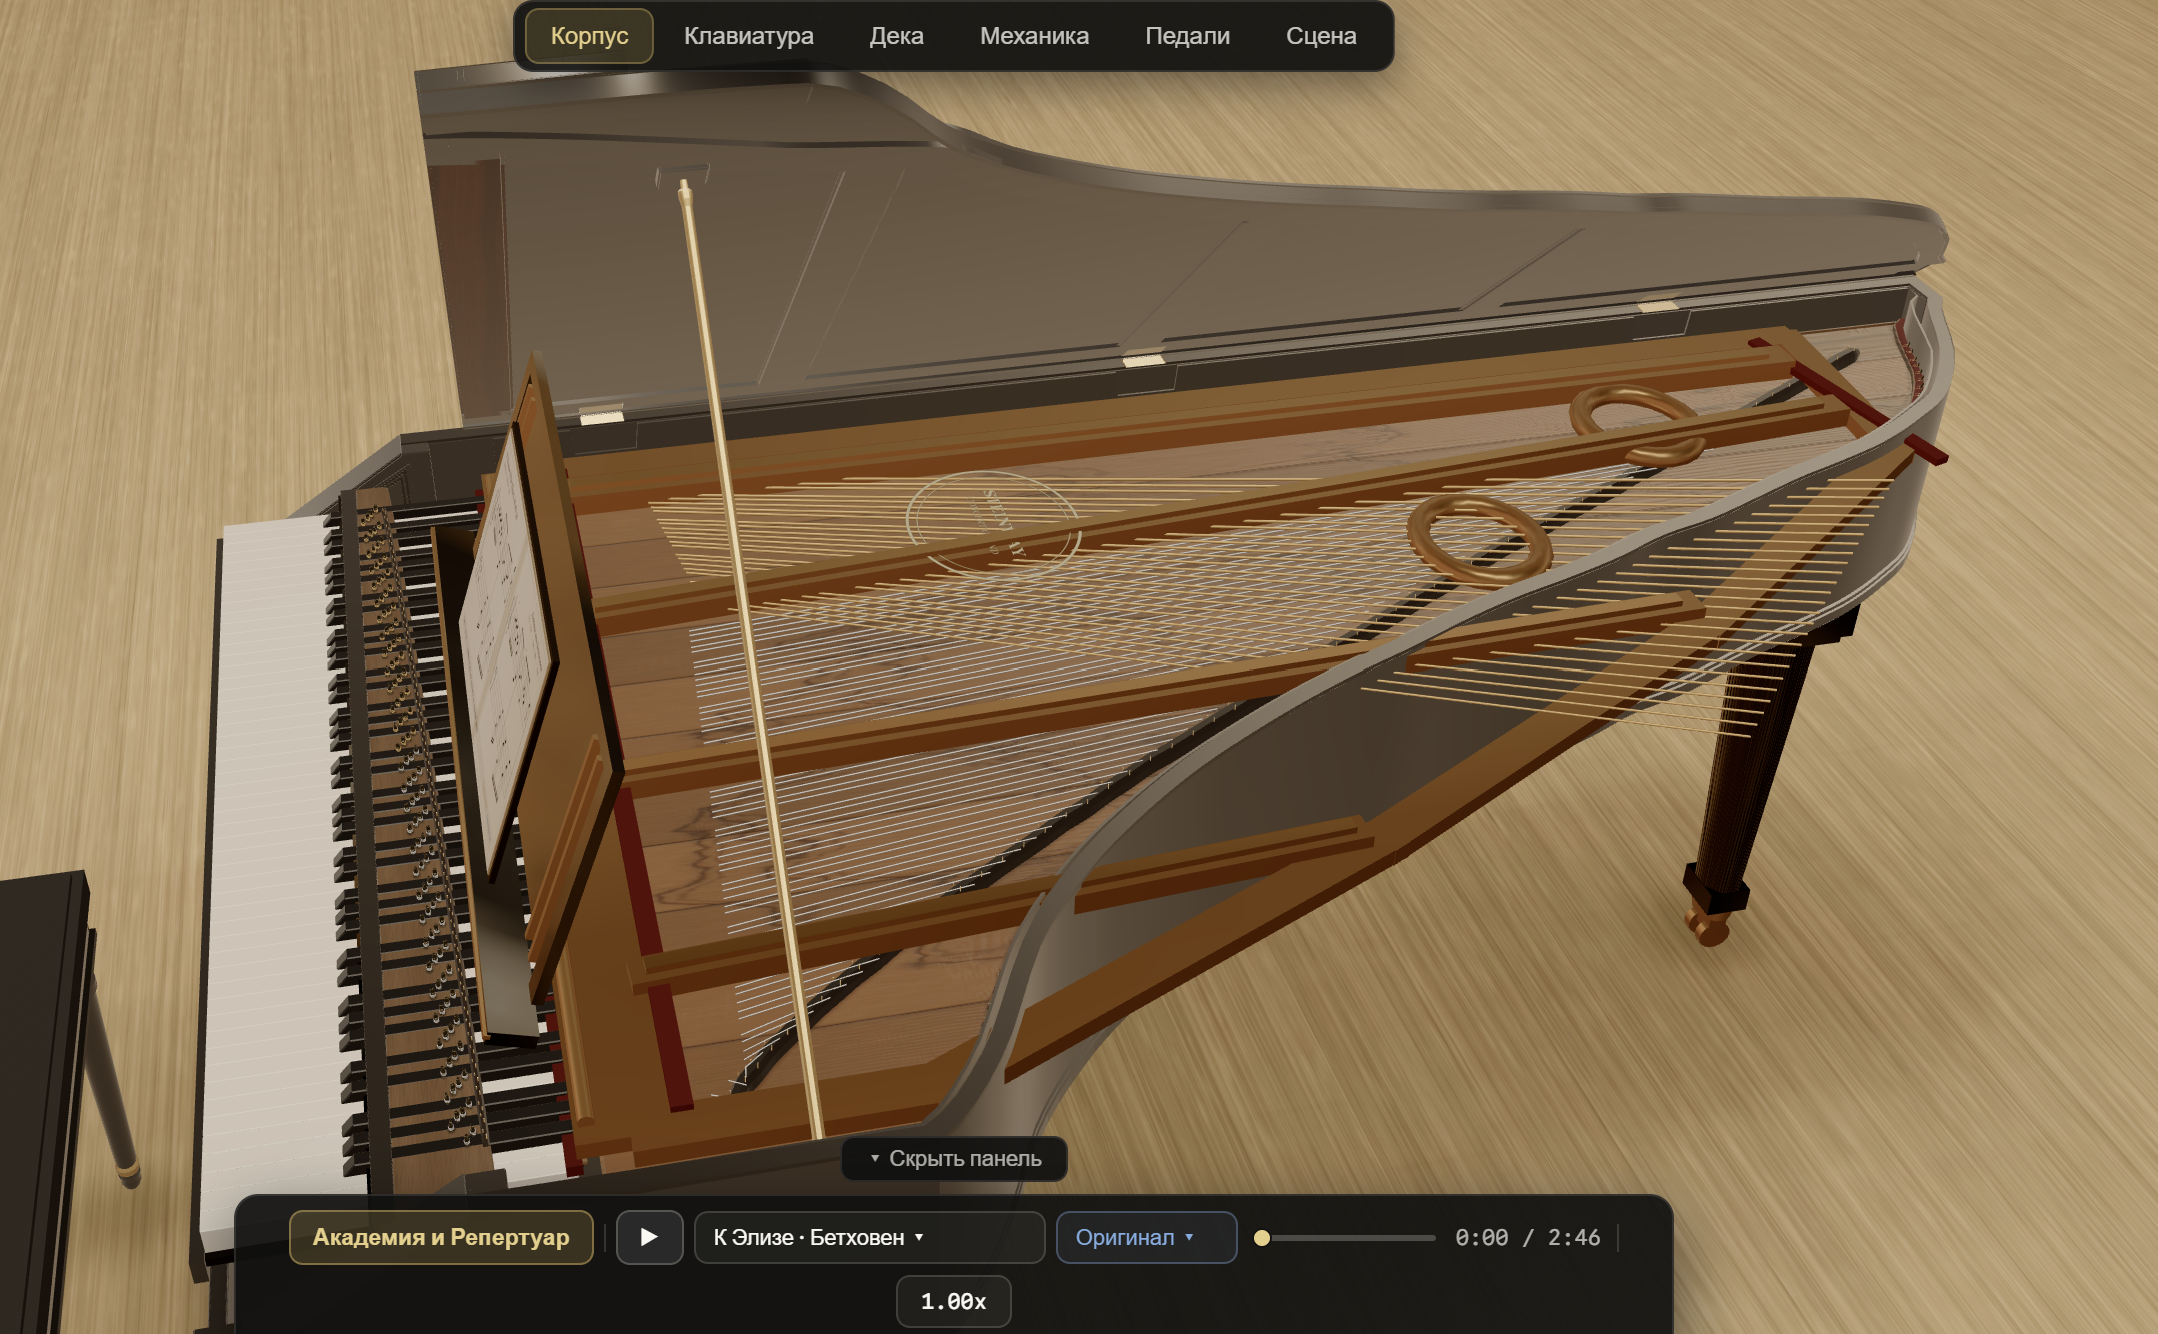 Корпус Клавиатура Дека Механика Педали Сцена
▾ Скрыть панель
Академия и Репертуар К Элизе · Бетховен ▾ Оригинал ▾ 0:00 / 2:46
1.00x